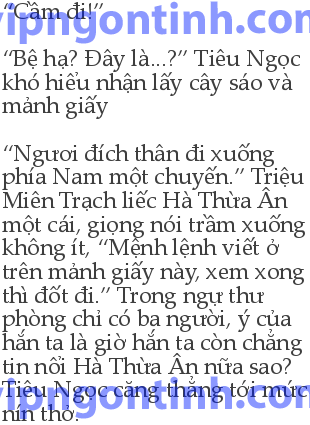 vipngontinh.com
“Cầm đi!”
“Bệ hạ? Đây là...?” Tiêu Ngọc
khó hiểu nhận lấy cây sáo và
mảnh giấy
“Ngươi đích thân đi xuống
phía Nam một chuyến.” Triệu
Miên Trạch liếc Hà Thừa Ân
một cái, giọng nói trầm xuống
không ít, “Mệnh lệnh viết ở
trên mảnh giấy này, xem xong
thì đốt đi.” Trong ngự thư
phòng chỉ có ba người, ý của
hắn ta là giờ hắn ta còn chẳng
tin nổi Hà Thừa Ân nữa sao?
Tiêu Ngọc căng thẳng tới mức
nín thở.
vipngontinh.com